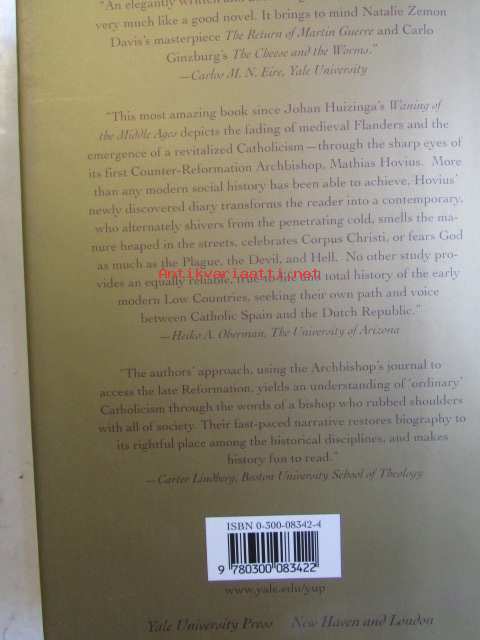 "An elegantly written and
very much like a good novel. It brings to mind Natalie Zemon
Davis's masterpiece The Return of Martin Guerre and Carlo
Ginzburg's The Cheese and the Worms."
—Carlos M. N. Eire, Yale University
"This most amazing book since Johan Huizinga's Waning of
the Middle Ages depicts the fading of medieval Flanders and the
emergence of a revitalized Catholicism—through the sharp eyes of
its first Counter-Reformation Archbishop, Mathias Hovius. More
than any modern social history has been able to achieve, Hovius'
newly discovered diary transforms the reader into a contemporary,
who alternately shivers from the penetrating cold, smells the ma-
nure heaped in the streets, celebrates Corpus Christi, or fears God
as much as the Plague, the Devil, and Hell. No other study pro-
Antikvariaatti.net
vides an equally reliable, true-to-life and total history of the early
modern Low Countries, seeking their own path and voice
between Catholic Spain and the Dutch Republic."
—Heiko A. Oberman, The University of Arizona
"The authors' approach, using the Archbishop's journal to
access the late Reformation, yields an understanding of 'ordinary'
Catholicism through the words of a bishop who rubbed shoulders
with all of society. Their fast-paced narrative restores biography to
its rightful place among the historical disciplines, and makes
history fun to read."
—Carter Lindberg, Boston University School of Theology
ISBN 0-300-08342-4
9 780300 083422
www.yale.edu/yup
Yale University Press New Haven and London